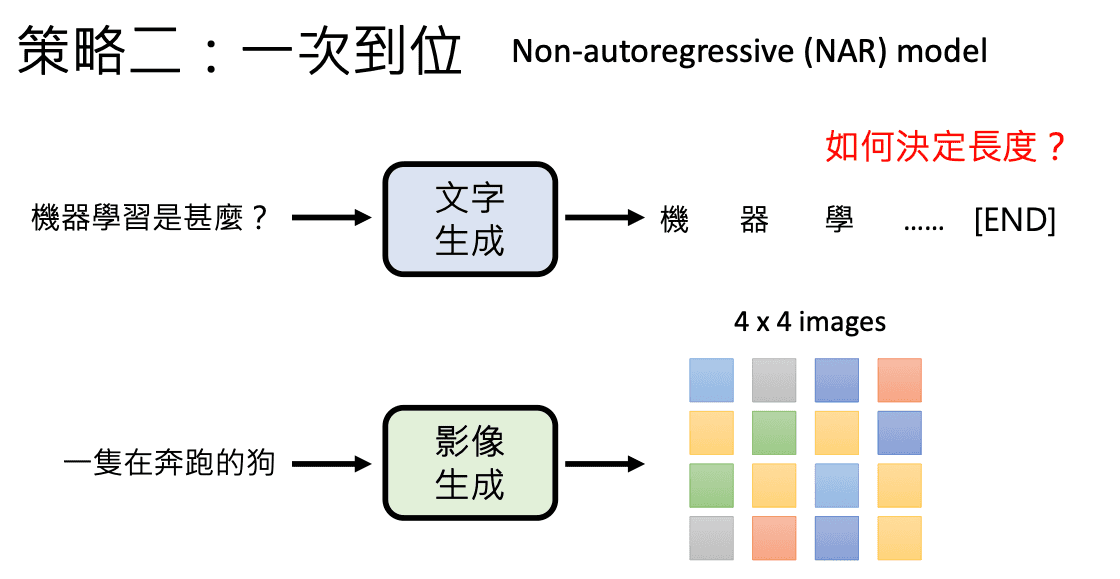 策略二：一次到位 Non-autoregressive (NAR) model
如何決定長度？
機器學習是甚麼？
文字
生成
機 器 學 …… [END]
4 x 4 images
一隻在奔跑的狗
影像
生成